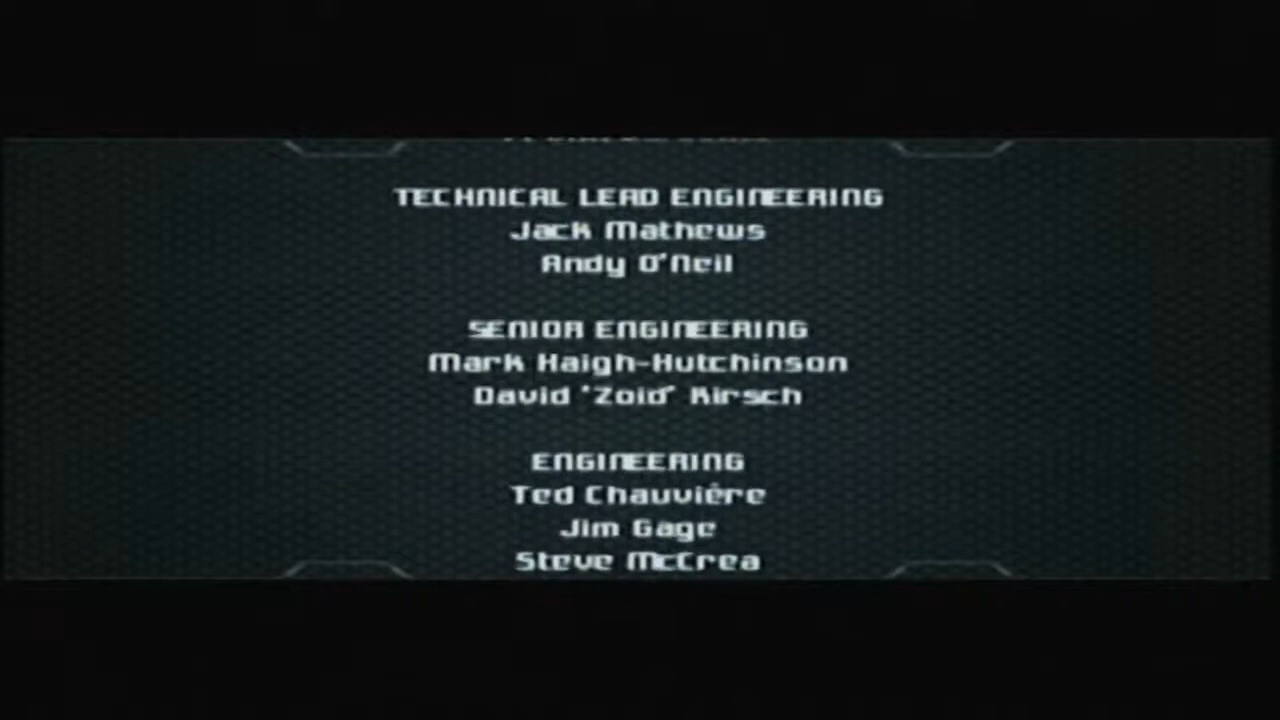 TECHNICAL LEAD ENGINEERING
Jack Mathews
Andy O'Neil
SENIOR ENGINEERING
Mark Haigh-Hutchinson
David "Zoid" Kirsch
ENGINEERING
Ted Chauvière
Jim Gage
Steve McCrea